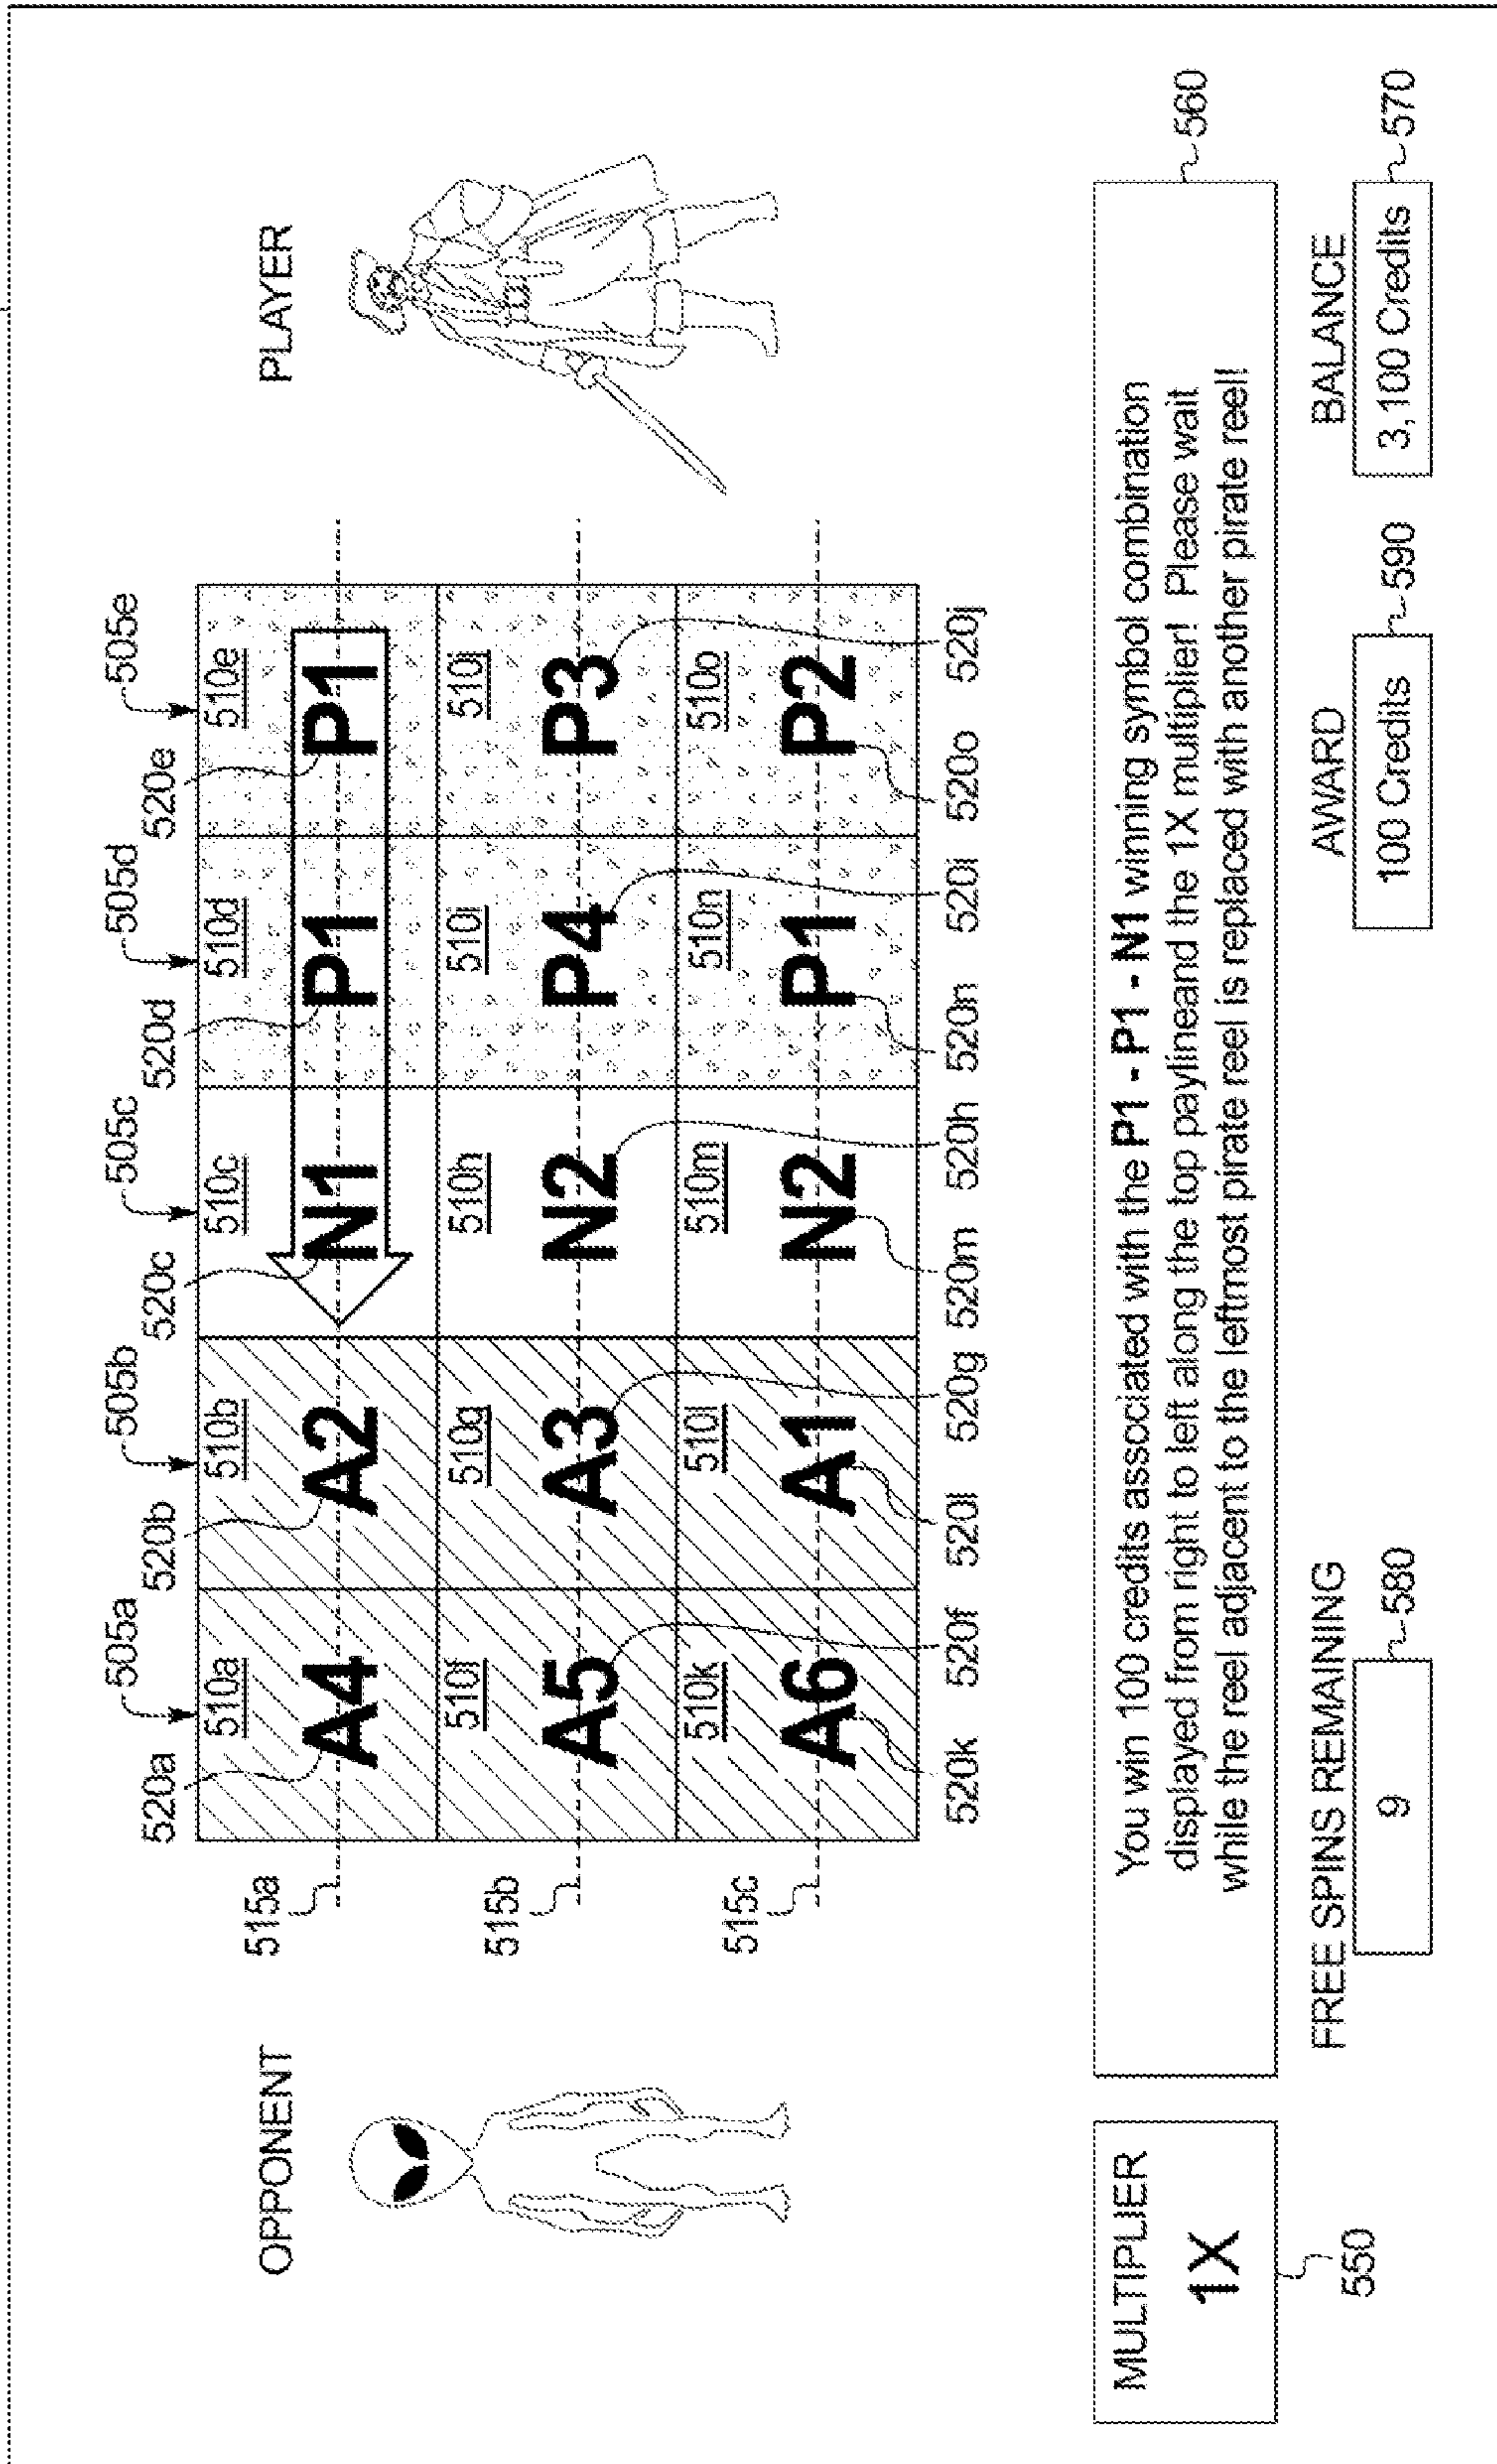 OPPONENT
PLAYER
505a 505b 505c 505d 505e
520a 520b 520c 520d 520e
510a 510b 510c 510d 510e
515a A4 A2 N1 P1 P1
510f 510g 510h 510i 510j
515b A5 A3 N2 P4 P3
510k 510l 510m 510n 510o
515c A6 A1 N2 P1 P2
520k 520f 520l 520g 520m 520h 520n 520i 520o 520j
MULTIPLIER
1X
550
You win 100 credits associated with the P1 - P1 - N1 winning symbol combination
displayed from right to left along the top paylineand the 1X multiplier! Please wait
while the reel adjacent to the leftmost pirate reel is replaced with another pirate reel!
560
FREE SPINS REMAINING
9
580
AWARD
100 Credits
590
BALANCE
3,100 Credits
570